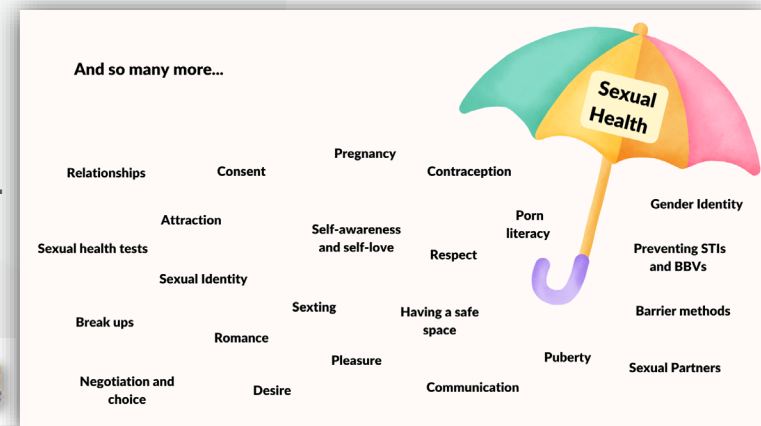 And so many more...
Sexual
Health
Pregnancy
Relationships
Consent
Contraception
Attraction
Self-awareness
and self-love
Porn
literacy
Gender Identity
Sexual health tests
Respect
Preventing STIs
and BBVs
Sexual Identity
Sexting
Having a safe
space
Barrier methods
Break ups
Romance
Pleasure
Puberty
Sexual Partners
Negotiation and
choice
Desire
Communication